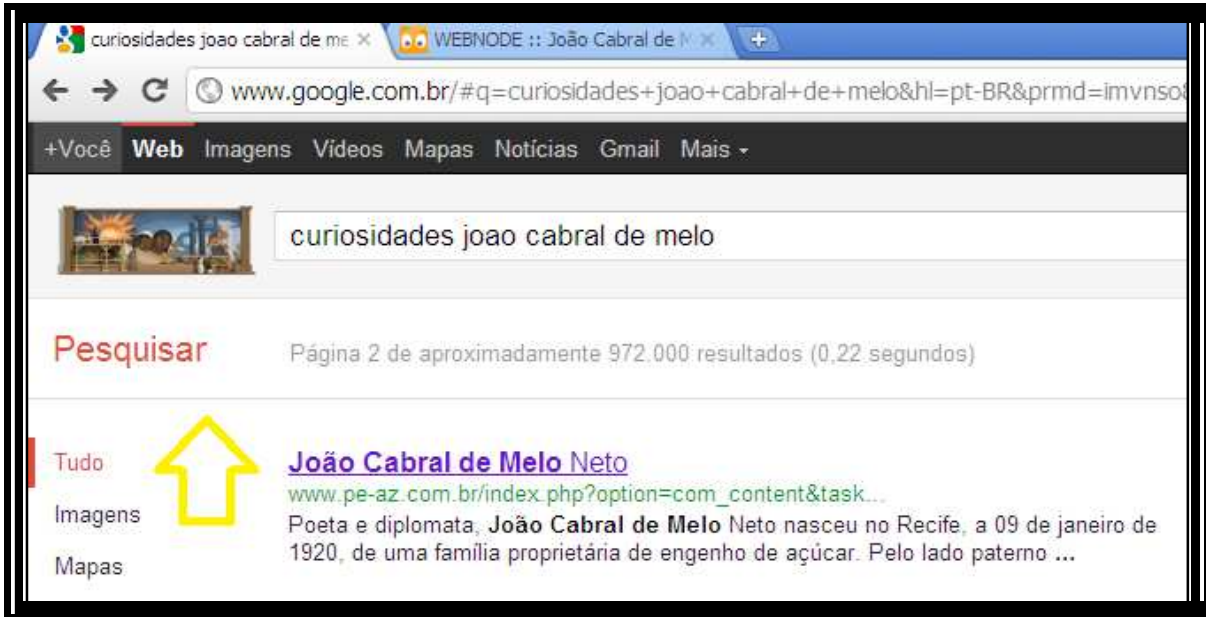 curiosidades joao cabral de me WEBNODE :: João Cabral de M
www.google.com.br/#q=curiosidades+joao+cabral+de+melo&hl=pt-BR&prmd=imvnso&
+Você Web Imagens Vídeos Mapas Notícias Gmail Mais
curiosidades joao cabral de melo
Pesquisar Página 2 de aproximadamente 972.000 resultados (0,22 segundos)
Tudo
Imagens
Mapas
João Cabral de Melo Neto
www.pe-az.com.br/index.php?option=com_content&task...
Poeta e diplomata, João Cabral de Melo Neto nasceu no Recife, a 09 de janeiro de
1920, de uma família proprietária de engenho de açúcar. Pelo lado paterno ...